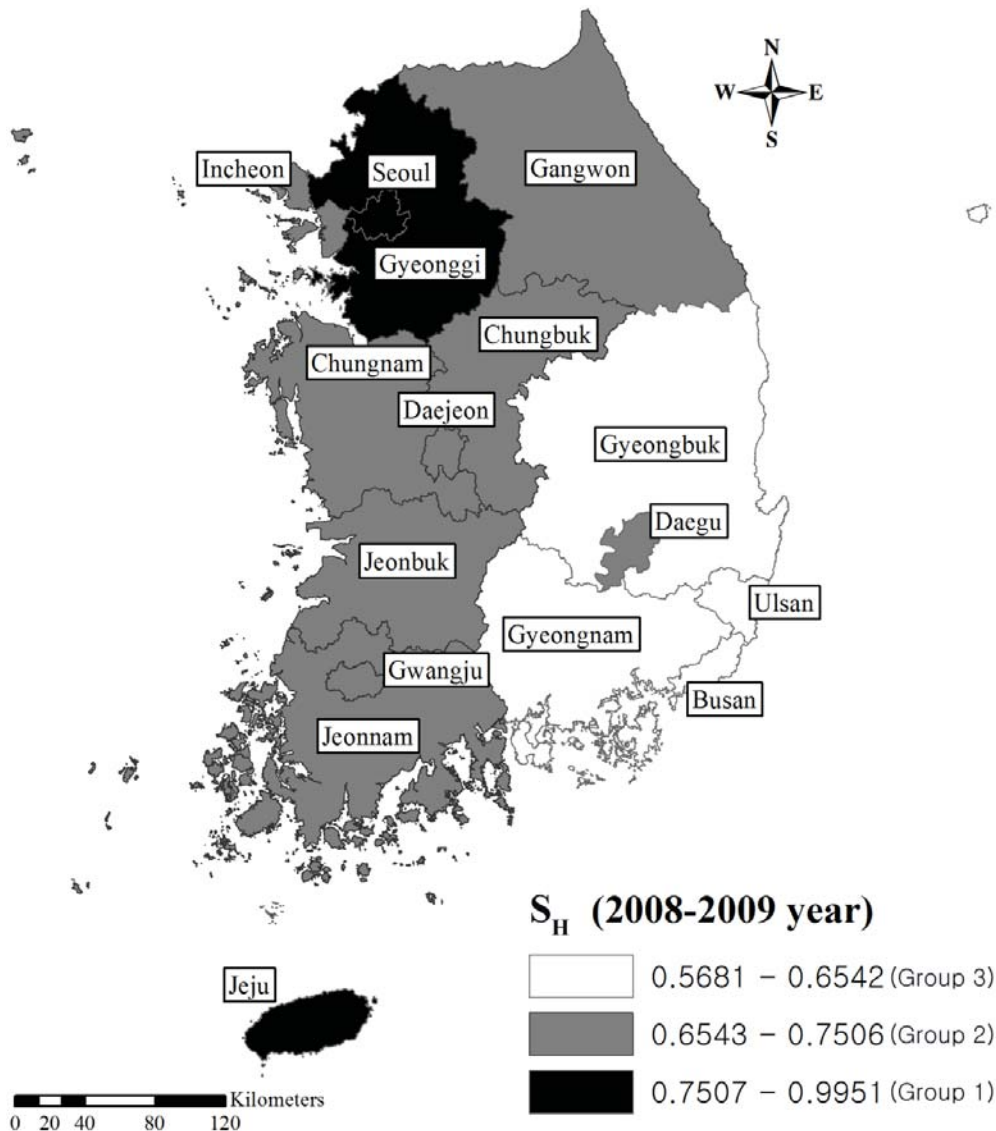 N
W E
S
Incheon
Seoul
Gangwon
Gyeonggi
Chungbuk
Chungnam
Daejeon
Gyeongbuk
Daegu
Jeonbuk
Ulsan
Gyeongnam
Gwangju
Busan
Jeonnam
Jeju
S_H (2008-2009 year)
0.5681 - 0.6542 (Group 3)
0.6543 - 0.7506 (Group 2)
0.7507 - 0.9951 (Group 1)
Kilometers
0 20 40 80 120